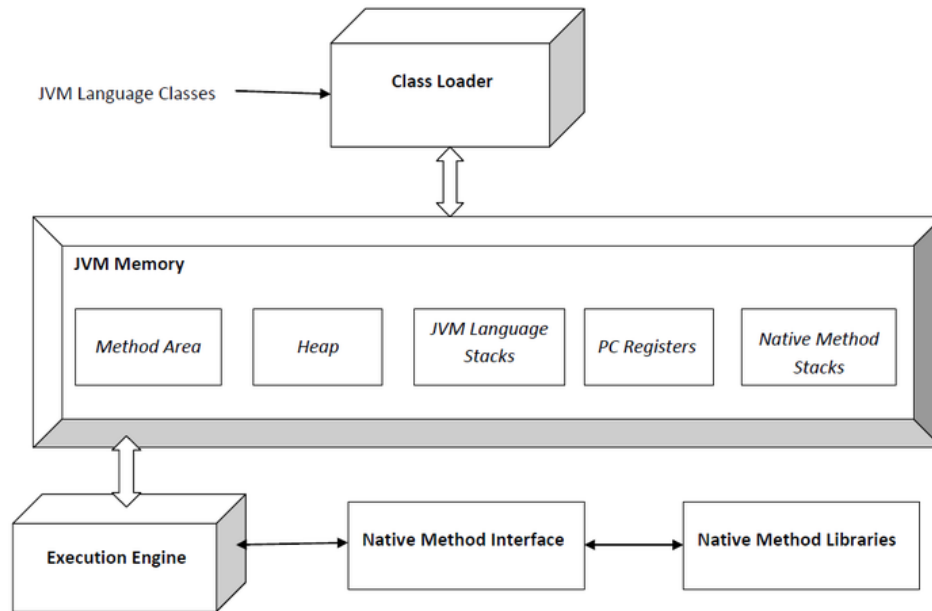 Class Loader
JVM Language Classes
JVM Memory
Method Area
Heap
JVM Language
Stacks
PC Registers
Native Method
Stacks
Execution Engine
Native Method Interface
Native Method Libraries